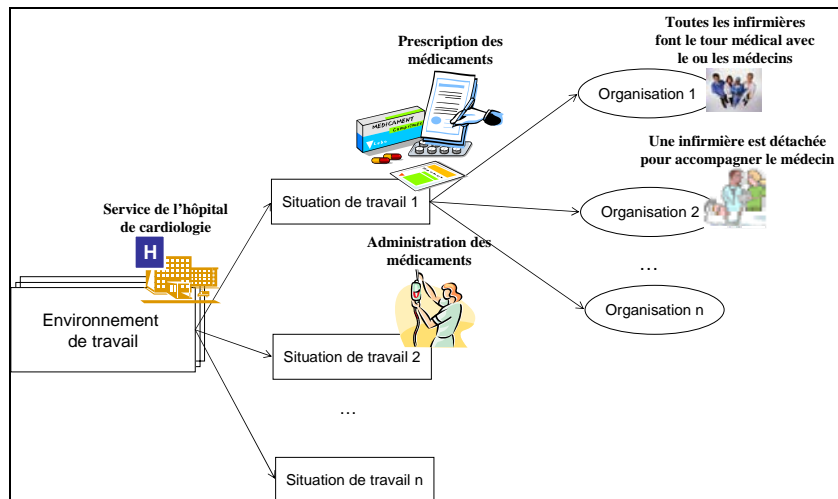 Toutes les infirmières
font le tour médical avec
le ou les médecins
Prescription des
médicaments
Organisation 1
MEDICAMENT
Une infirmière est détachée
pour accompagner le médecin
Situation de travail 1
Organisation 2
Service de l'hôpital
de cardiologie
H
Administration des
médicaments
…
Organisation n
Environnement
de travail
Situation de travail 2
…
Situation de travail n